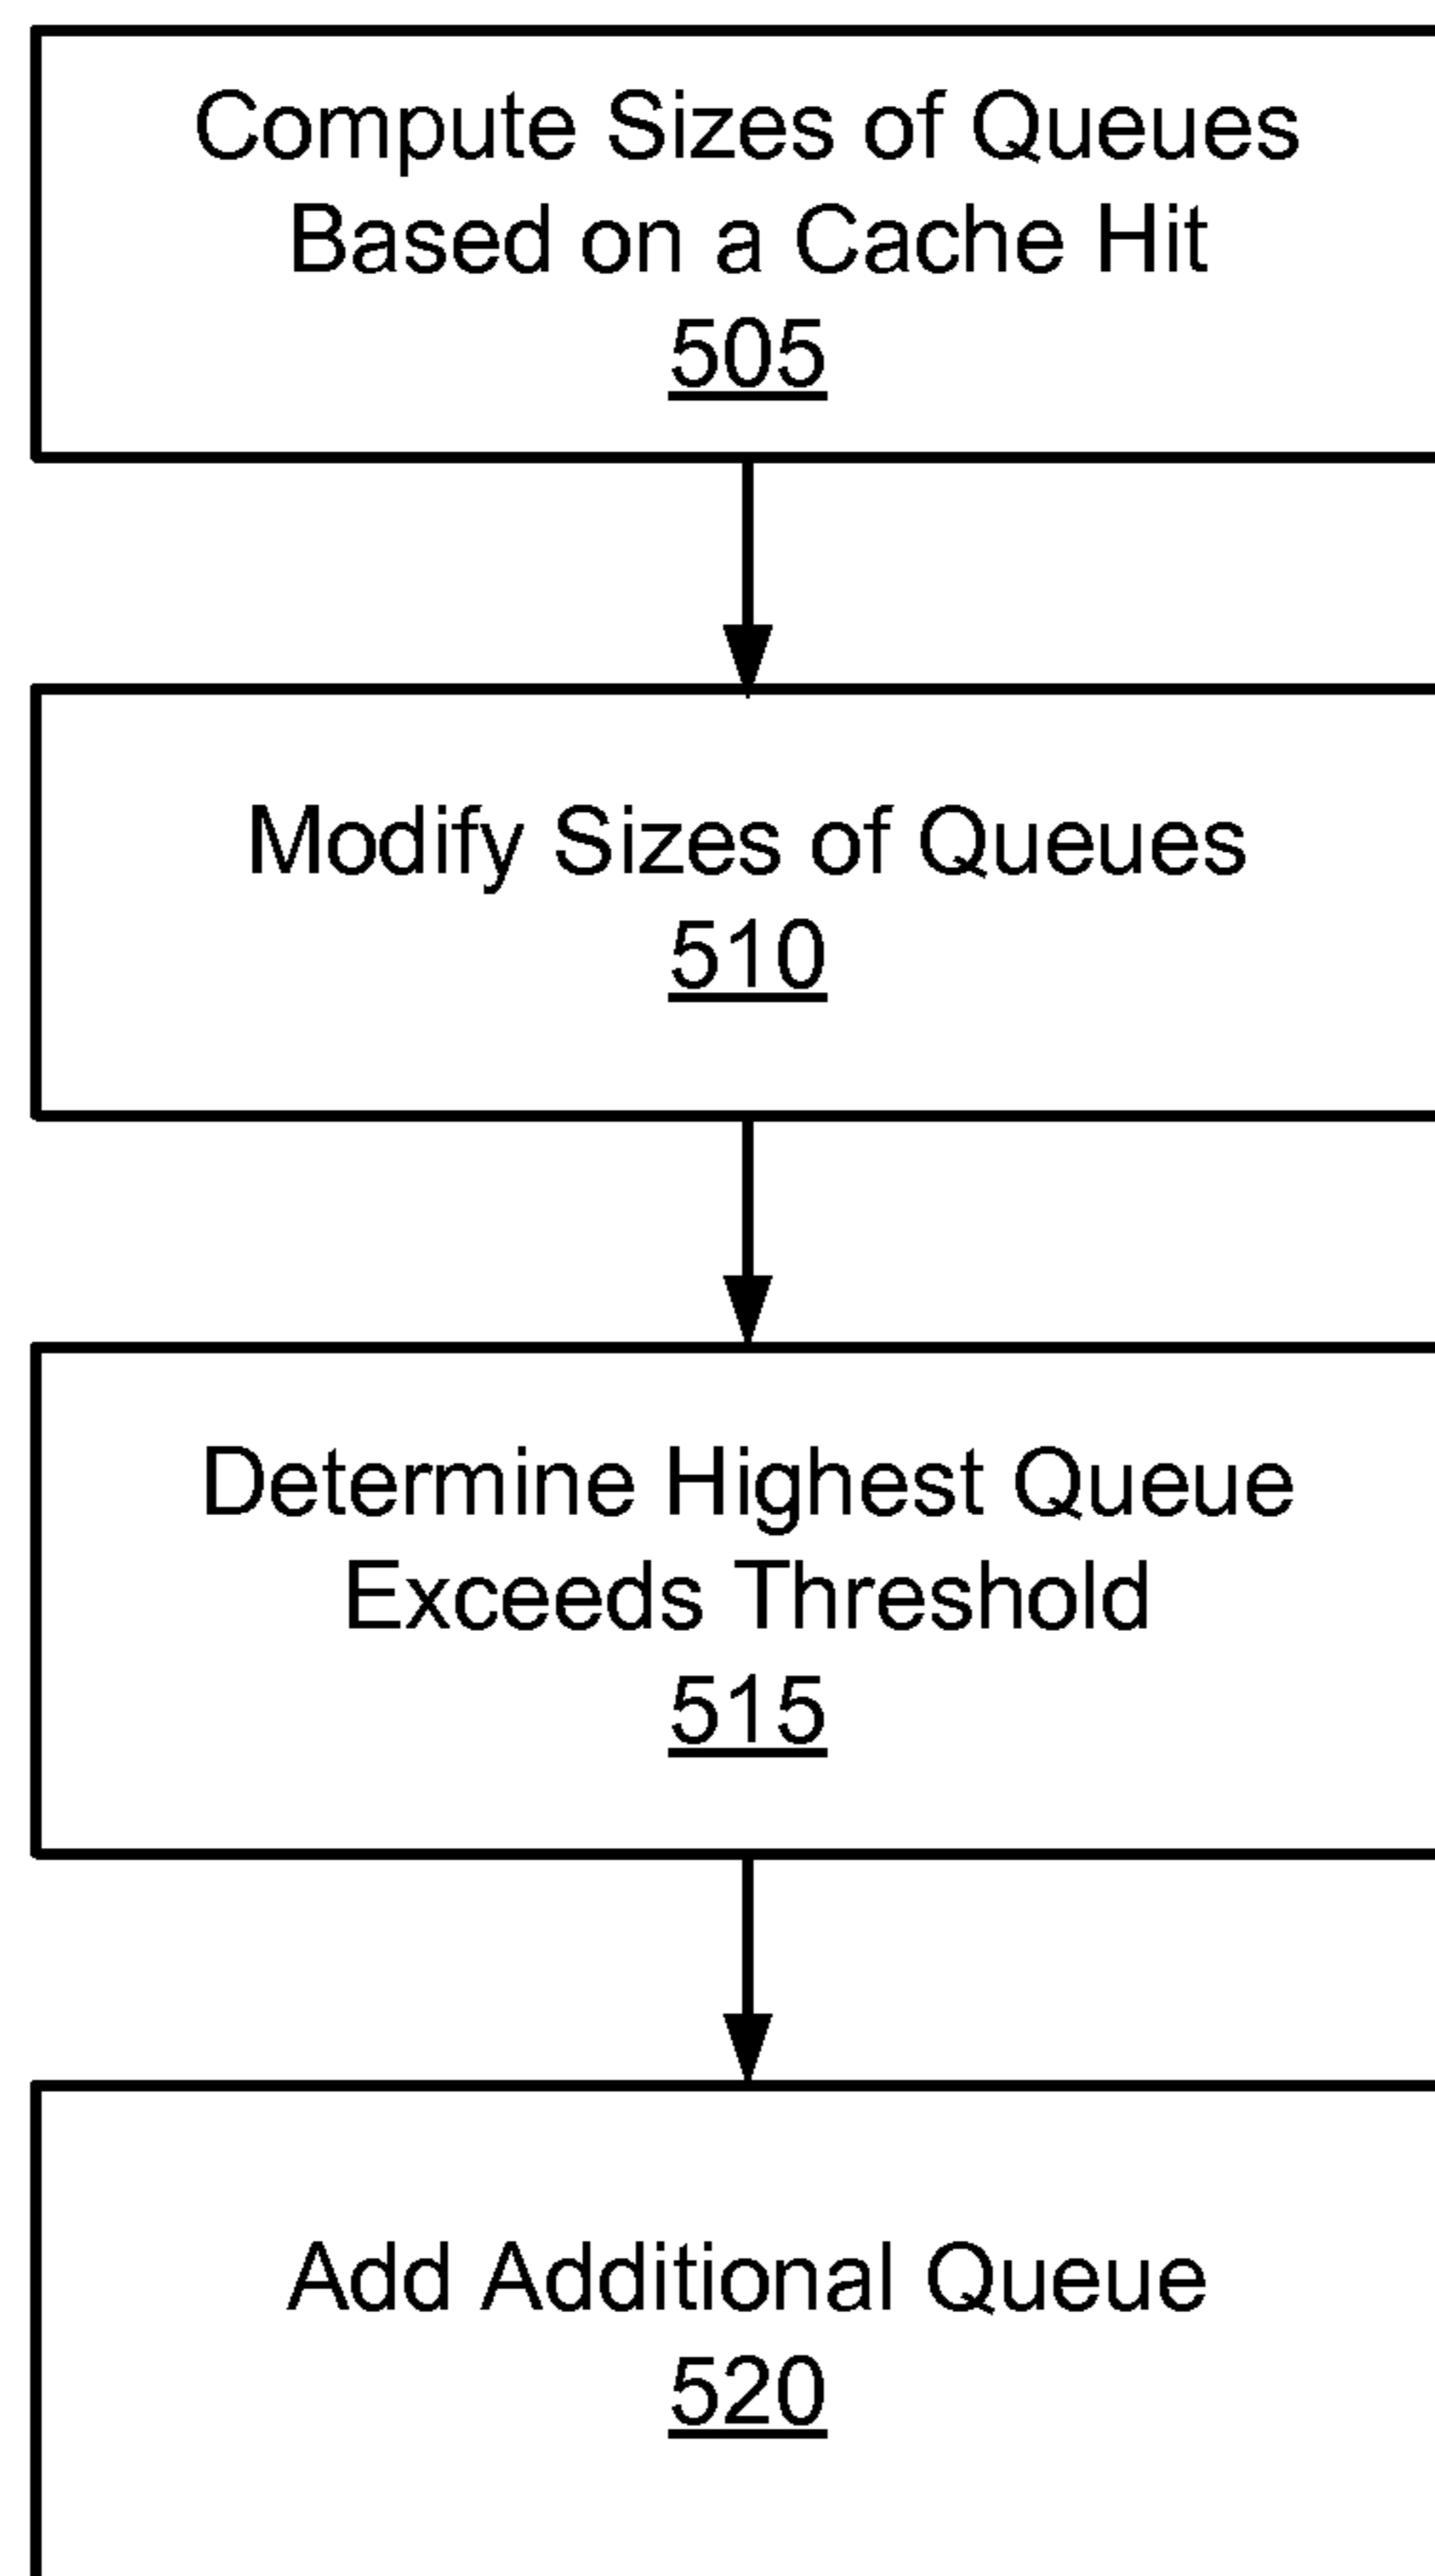 Compute Sizes of Queues
Based on a Cache Hit
505
Modify Sizes of Queues
510
Determine Highest Queue
Exceeds Threshold
515
Add Additional Queue
520